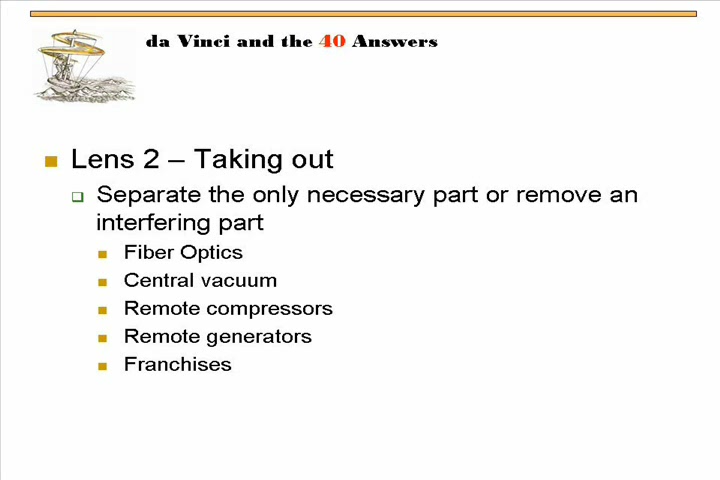 da Vinci and the 40 Answers
Lens 2 – Taking out
Separate the only necessary part or remove an
interfering part
Fiber Optics
Central vacuum
Remote compressors
Remote generators
Franchises